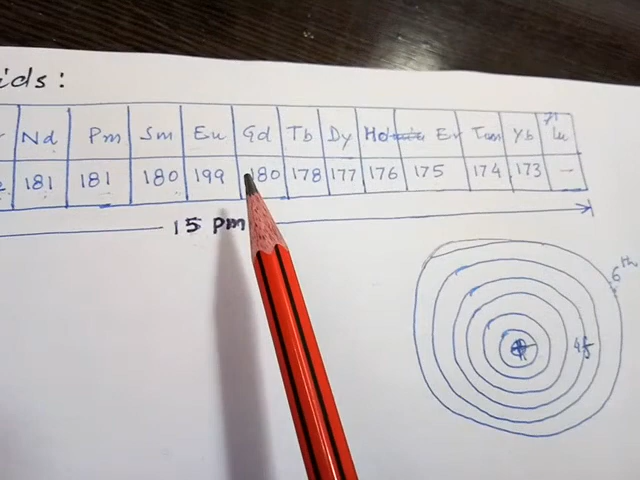 ids:
Nd Pm Sm Eu Gd Tb Dy Ho Er Tm Yb 71 Lu
181 181 180 199 180 178 177 176 175 174 173 —
15 pm
6th
4f